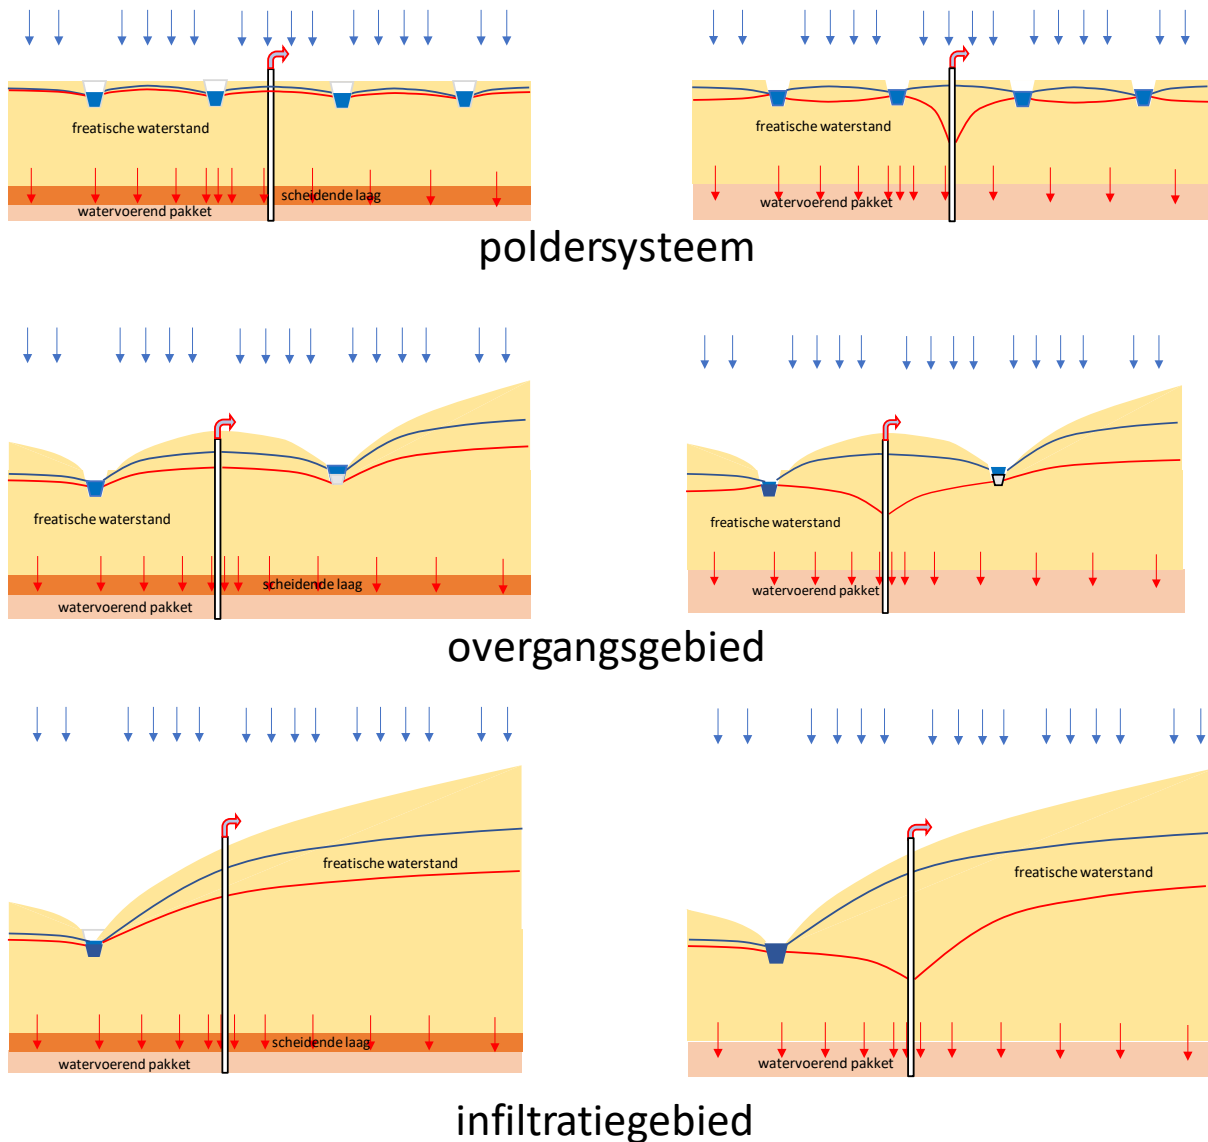 freatische waterstand
scheidende laag
watervoerend pakket
freatische waterstand
watervoerend pakket
poldersysteem
freatische waterstand
scheidende laag
watervoerend pakket
freatische waterstand
watervoerend pakket
overgangsgebied
freatische waterstand
scheidende laag
watervoerend pakket
freatische waterstand
watervoerend pakket
infiltratiegebied